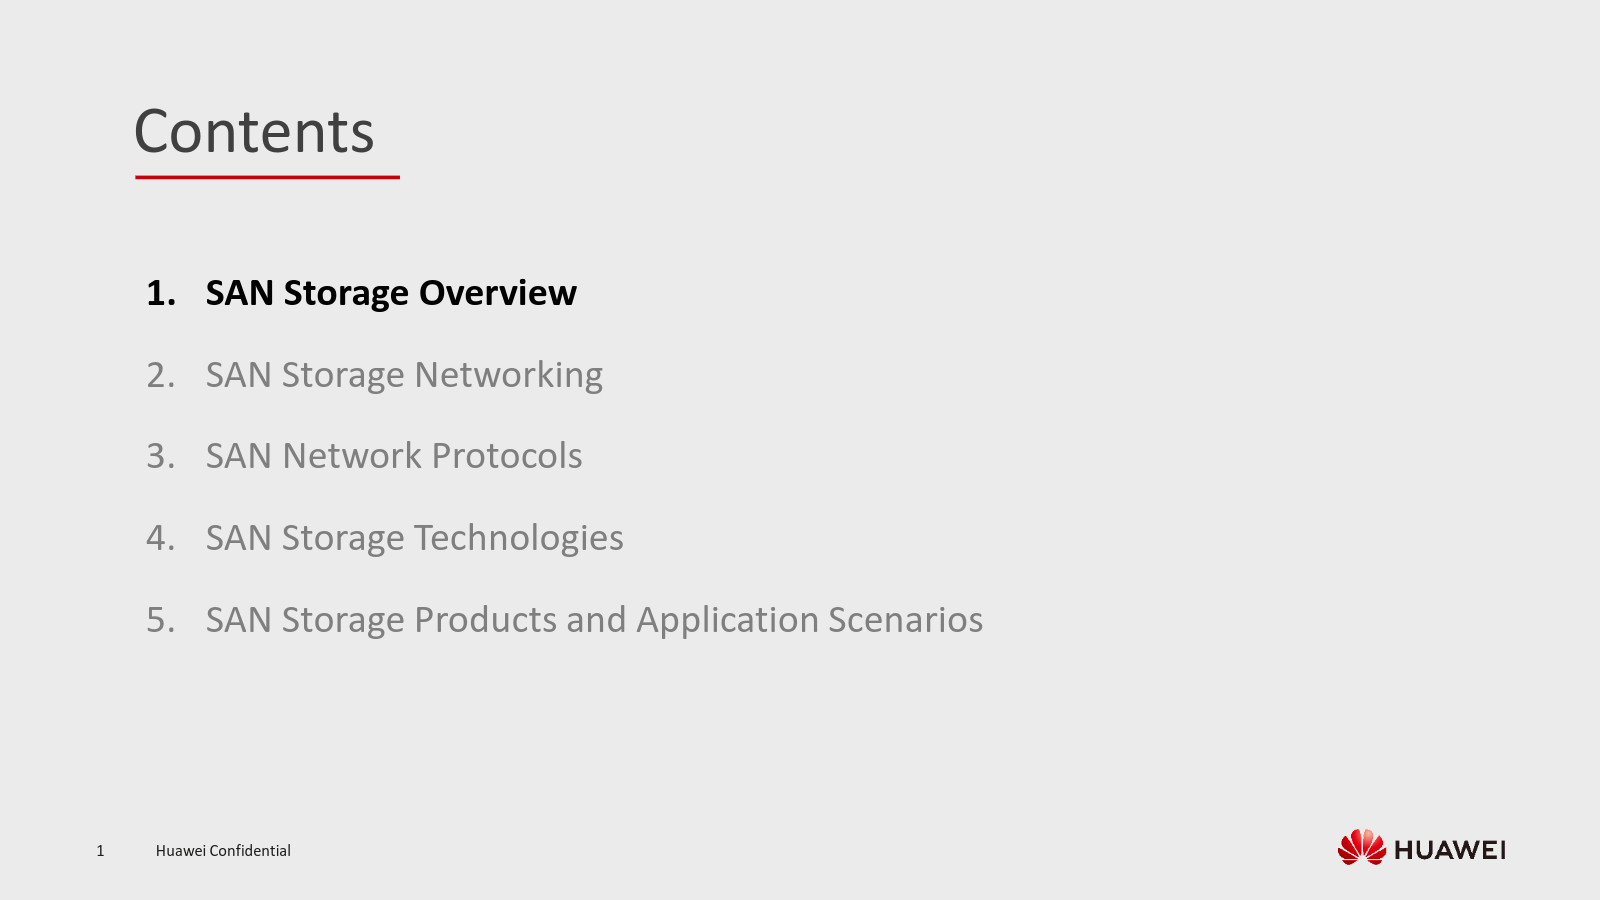 Contents
1. SAN Storage Overview
2. SAN Storage Networking
3. SAN Network Protocols
4. SAN Storage Technologies
5. SAN Storage Products and Application Scenarios
1 Huawei Confidential
HUAWEI